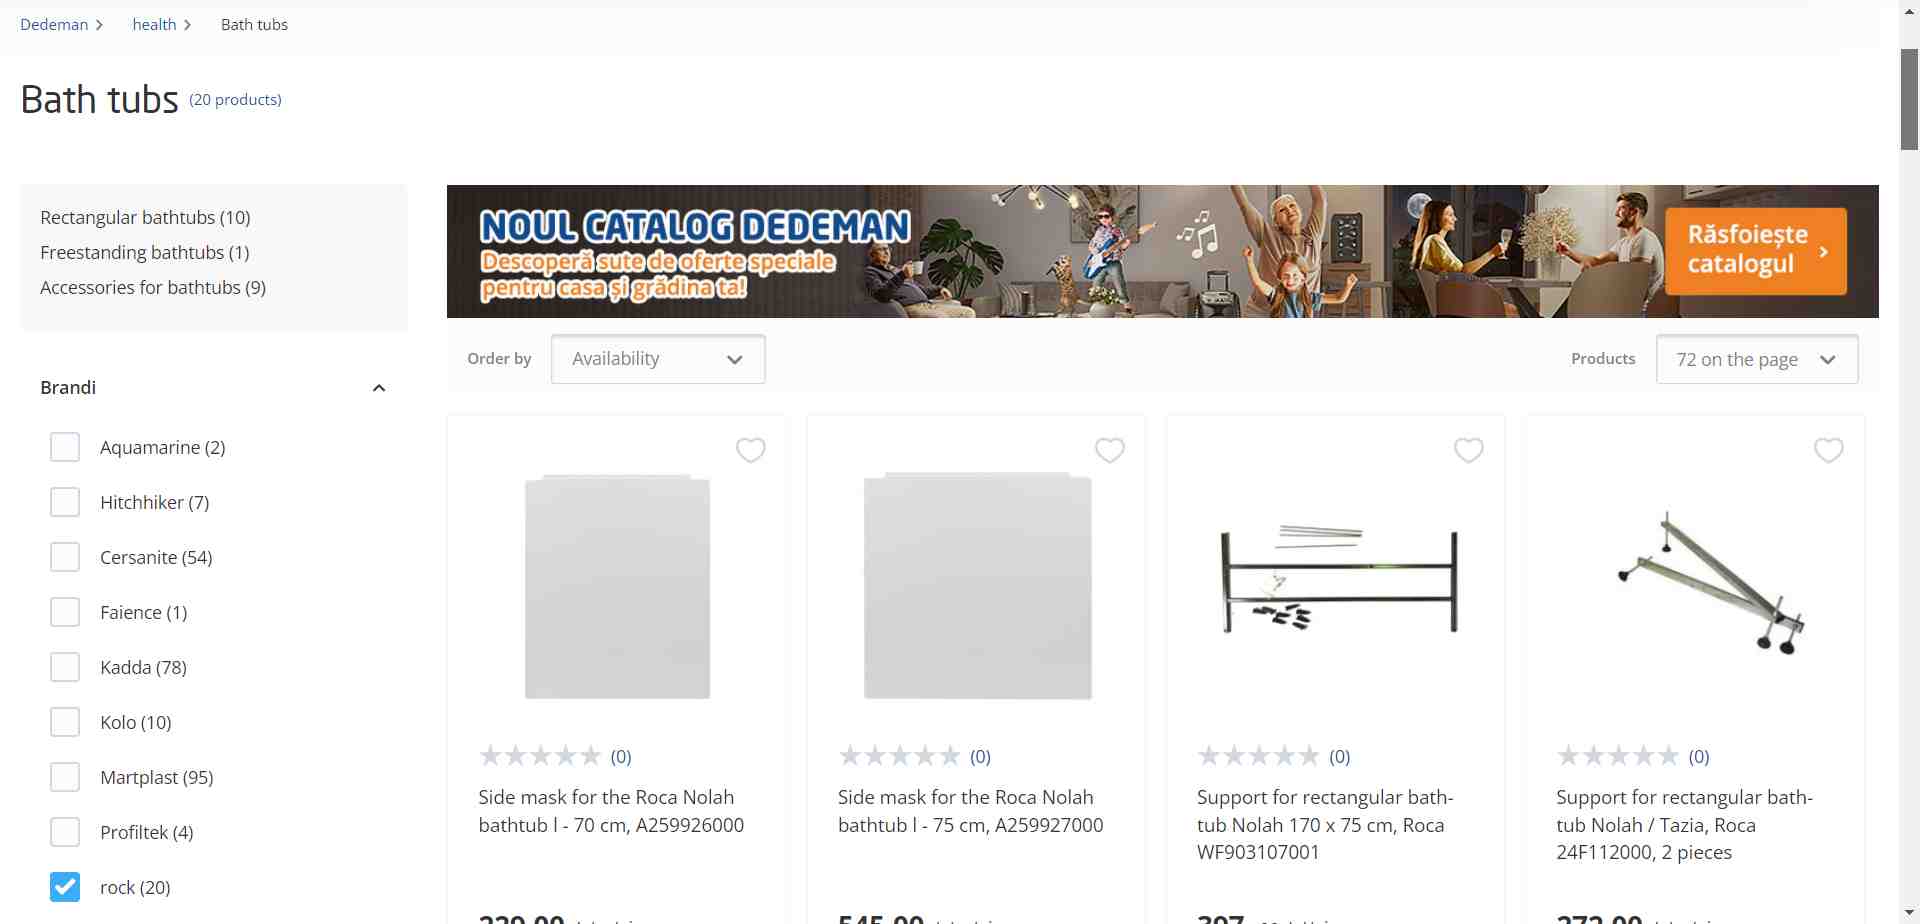 Dedeman
health
Bath tubs
Bath tubs (20 products)
Rectangular bathtubs (10)
Freestanding bathtubs (1)
Accessories for bathtubs (9)
NOUL CATALOG DEDEMAN
Descoperă sute de oferte speciale
pentru casa și grădina ta!
Răsfoiește
catalogul
Order by
Availability
Products
72 on the page
Brandi
Aquamarine (2)
Hitchhiker (7)
Cersanite (54)
Faience (1)
Kadda (78)
Kolo (10)
Martplast (95)
Profiltek (4)
rock (20)
(0)
Side mask for the Roca Nolah
bathtub l - 70 cm, A259926000
(0)
Side mask for the Roca Nolah
bathtub l - 75 cm, A259927000
(0)
Support for rectangular bath-
tub Nolah 170 x 75 cm, Roca
WF903107001
(0)
Support for rectangular bath-
tub Nolah / Tazia, Roca
24F112000, 2 pieces